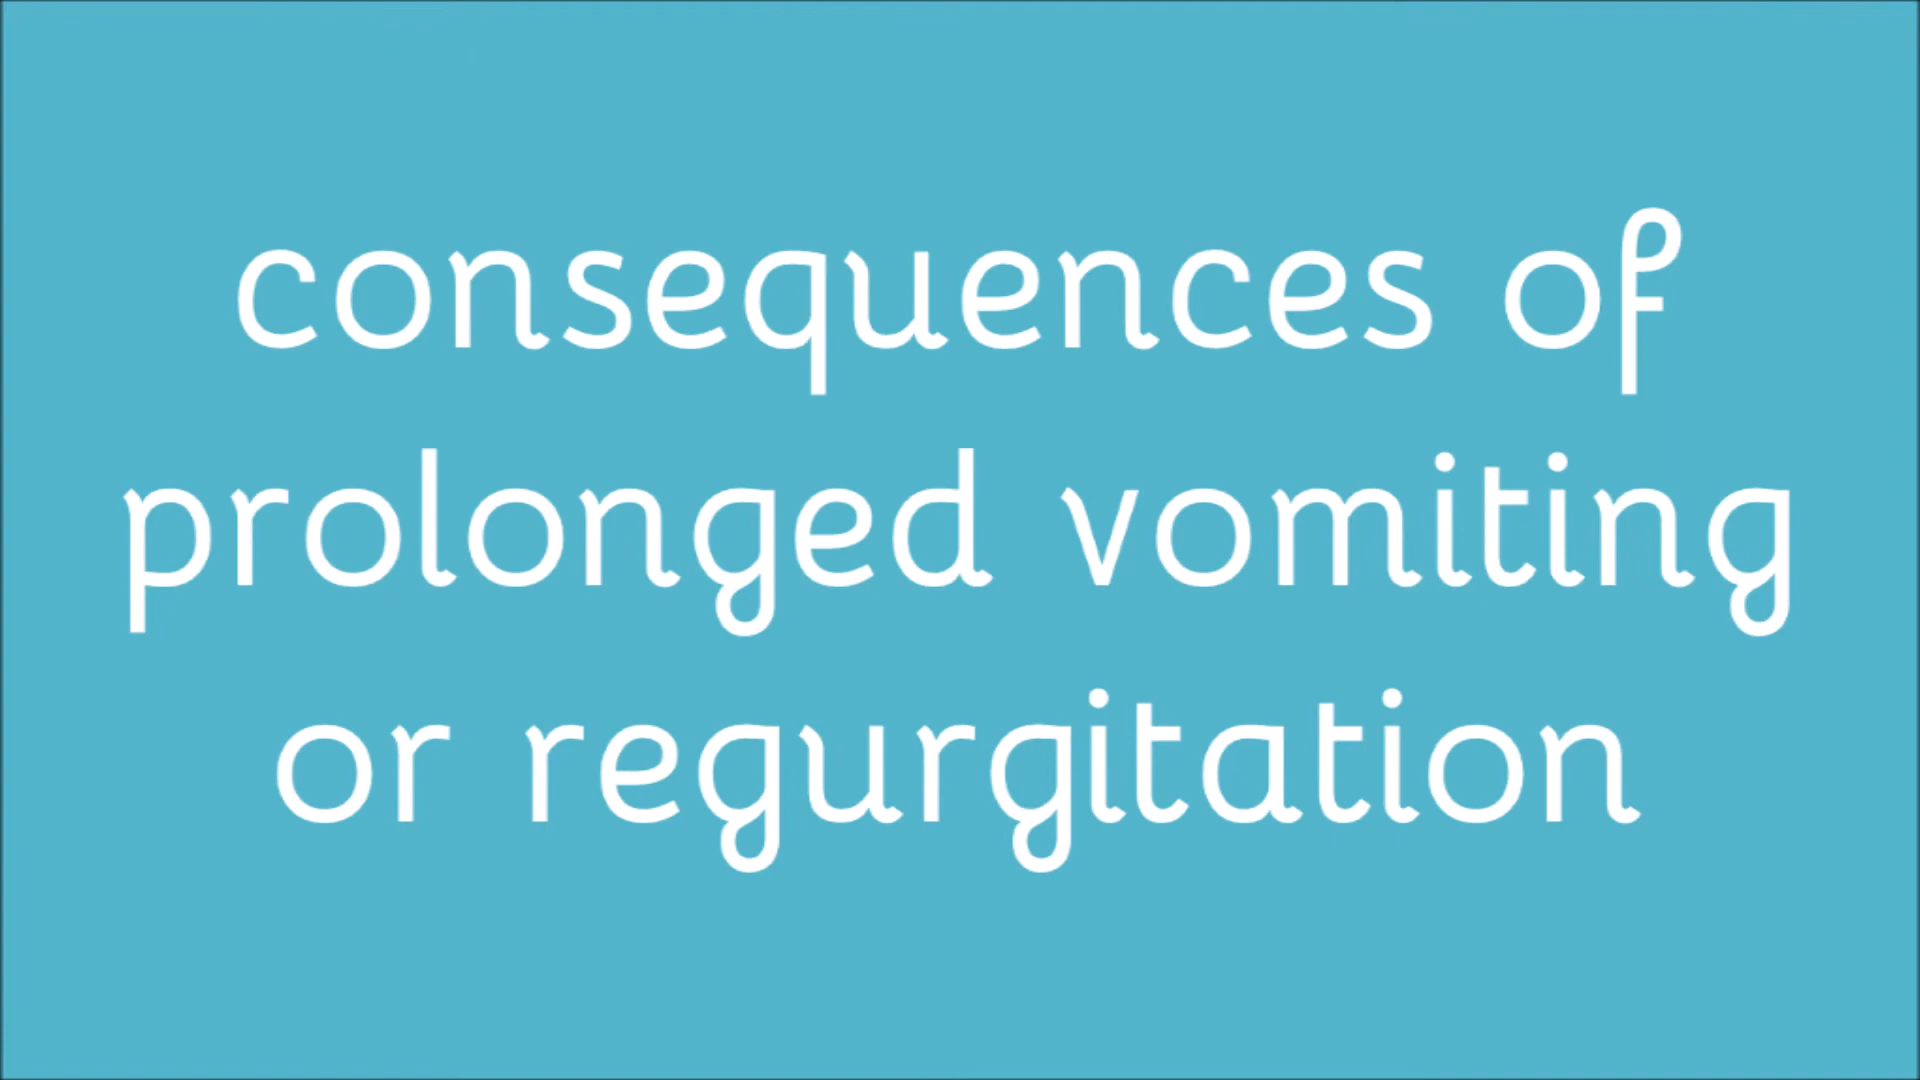 consequences of
prolonged vomiting
or regurgitation